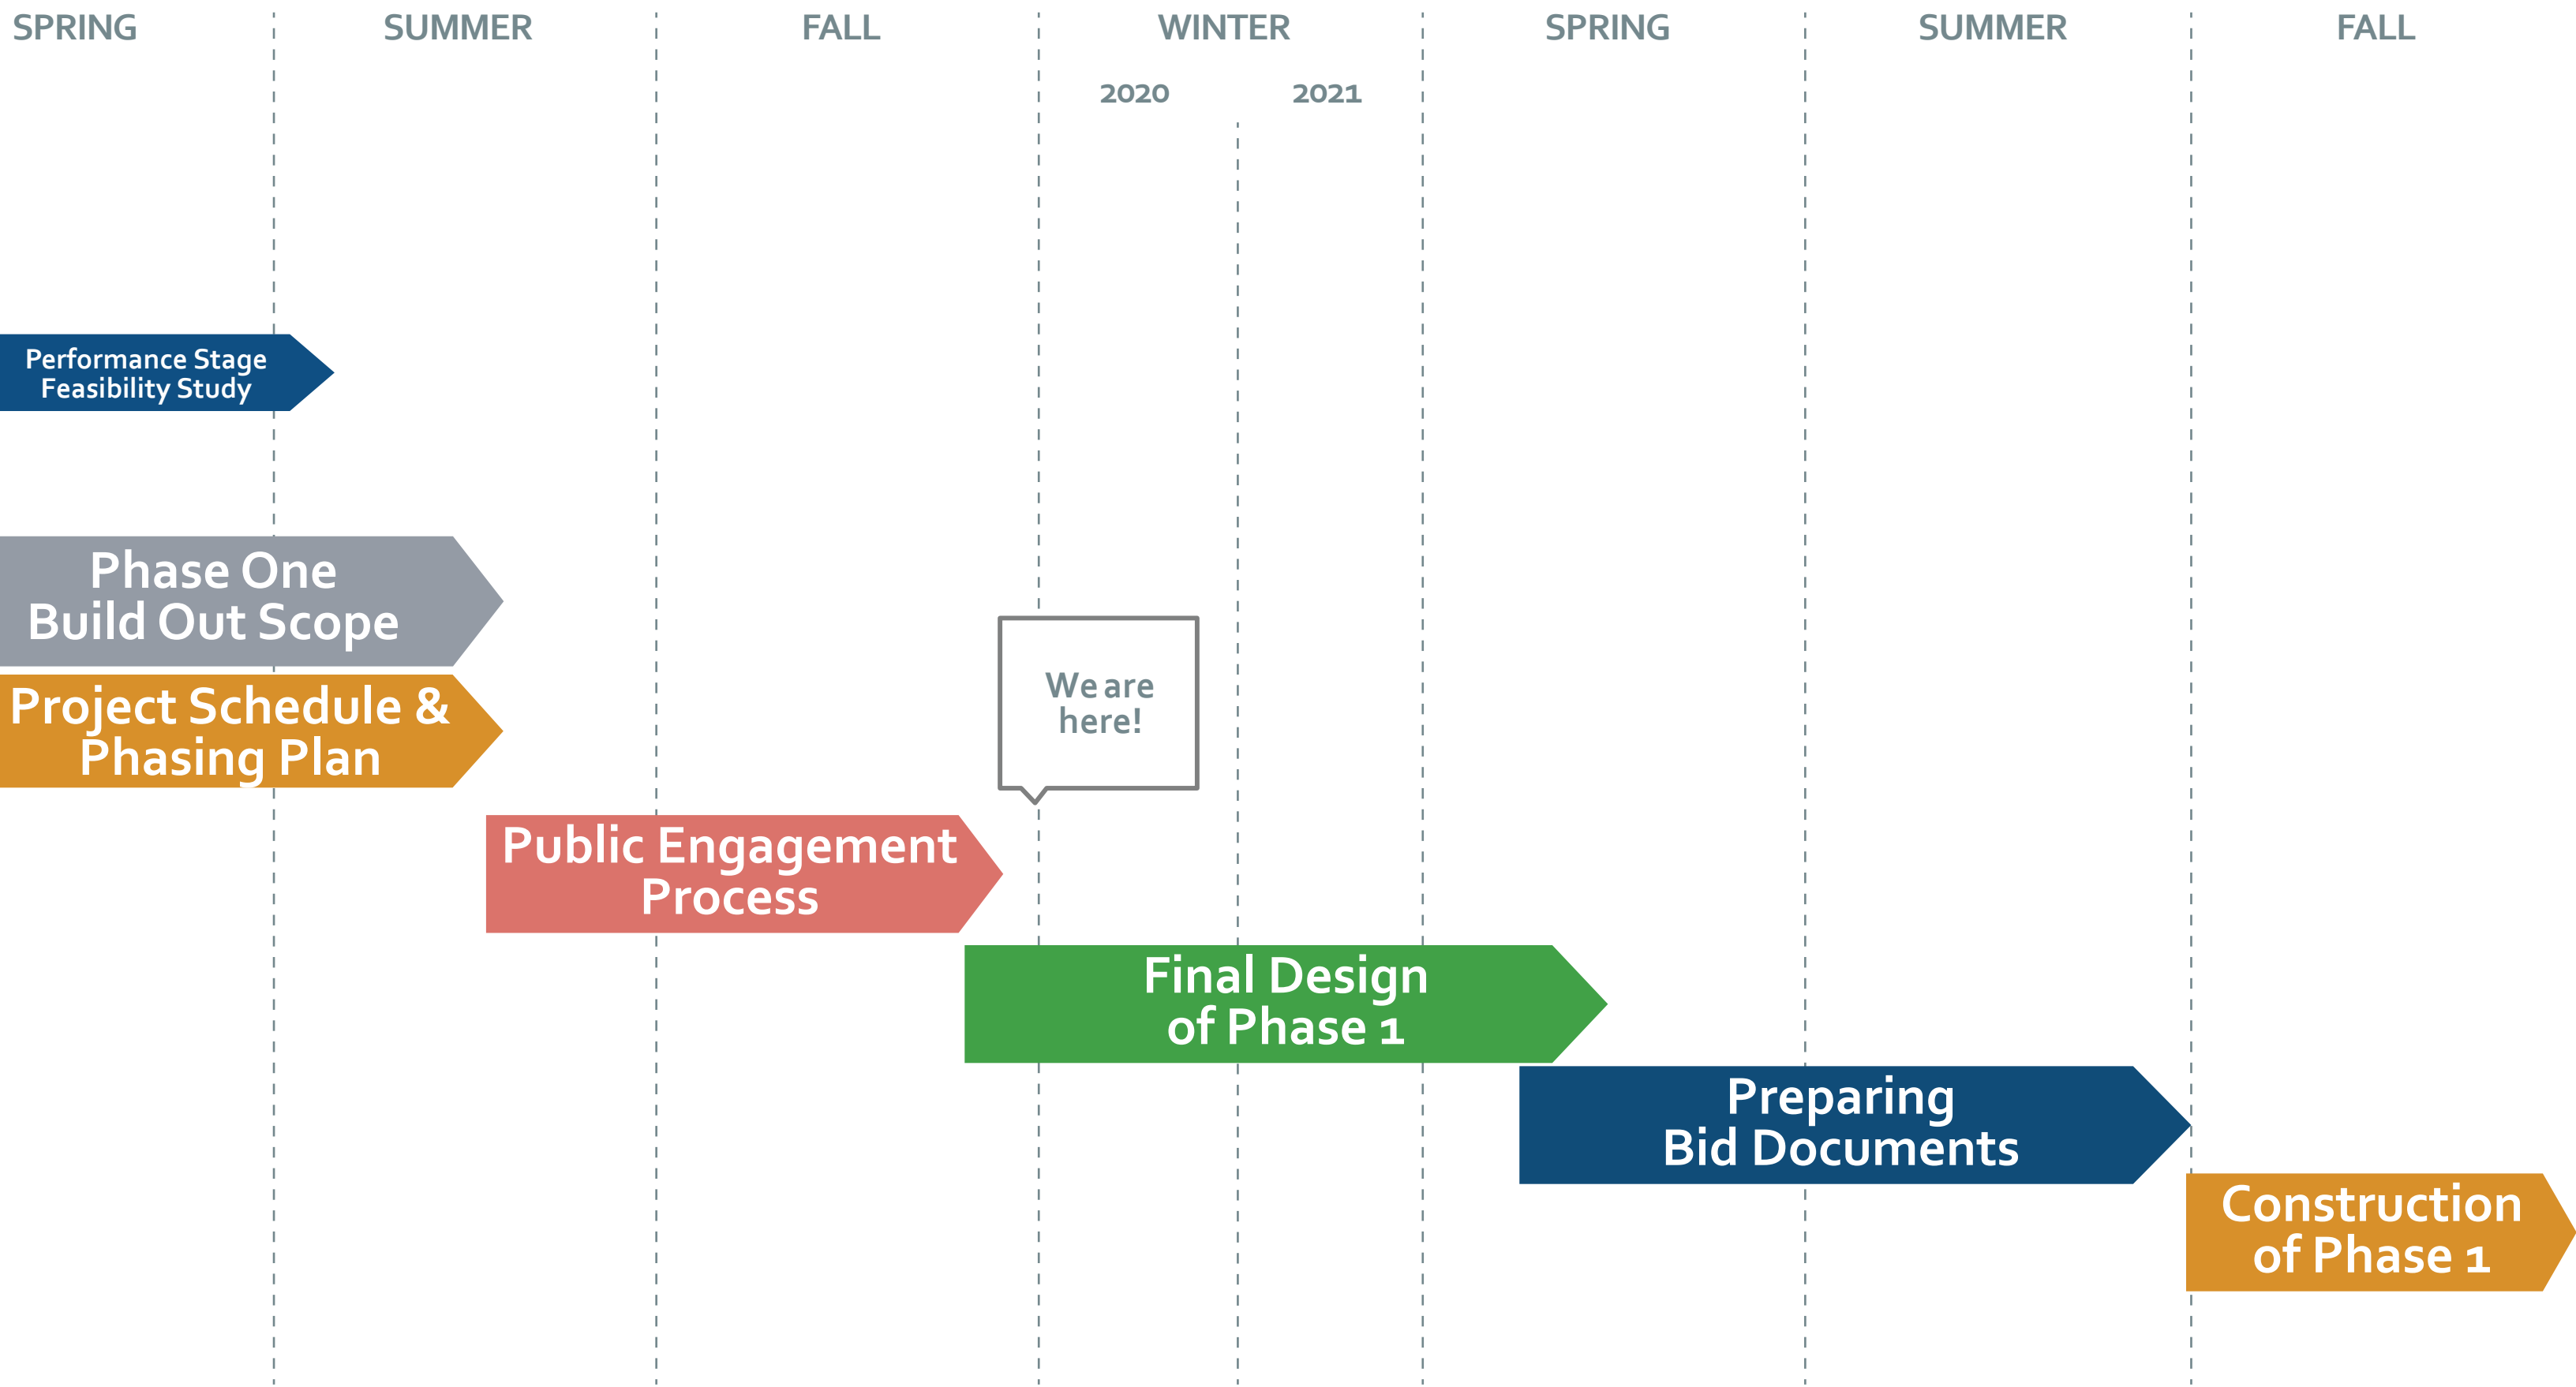 SPRING SUMMER FALL WINTER SPRING SUMMER FALL
2020 2021
Performance Stage
Feasibility Study
Phase One
Build Out Scope
Project Schedule &
Phasing Plan
We are
here!
Public Engagement
Process
Final Design
of Phase 1
Preparing
Bid Documents
Construction
of Phase 1